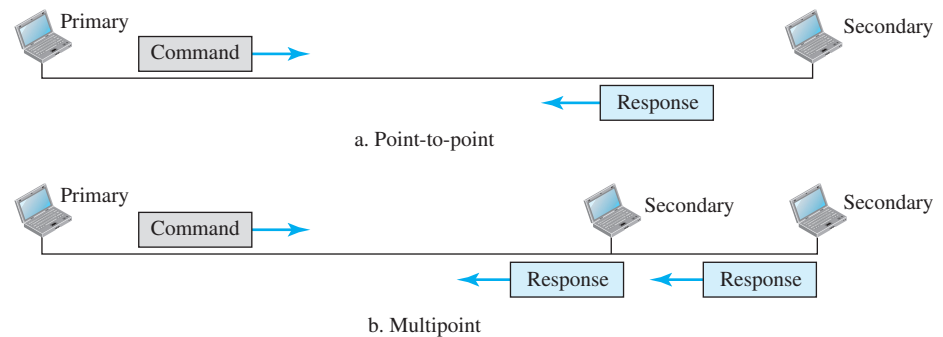 Primary
Secondary
Command
Response
a. Point-to-point
Primary
Secondary
Secondary
Command
Response
Response
b. Multipoint